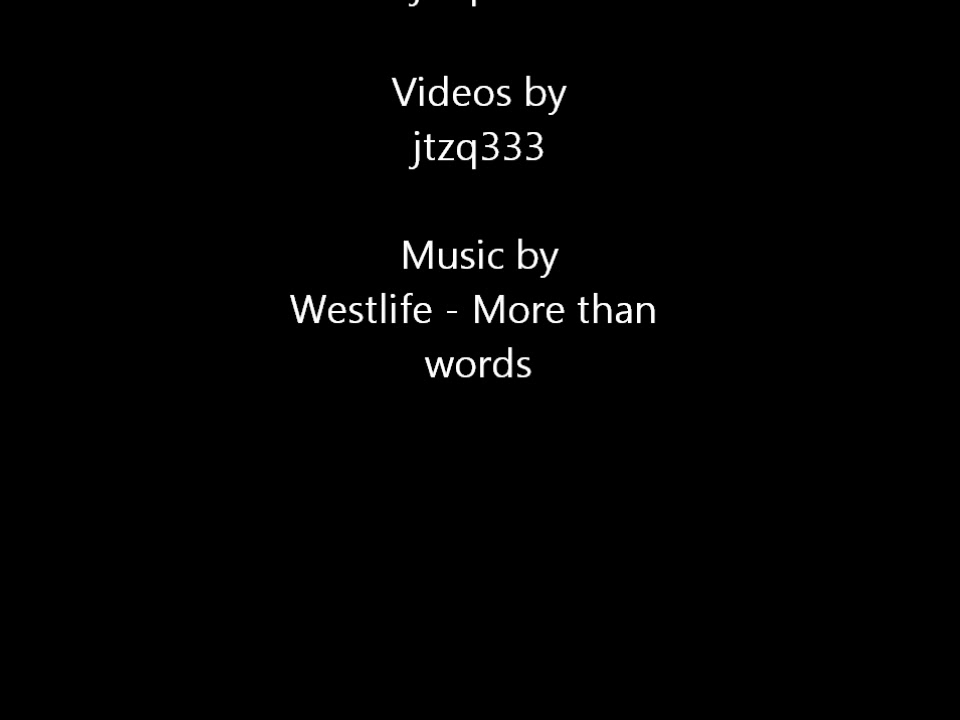 Videos by
jtzq333
Music by
Westlife - More than
words